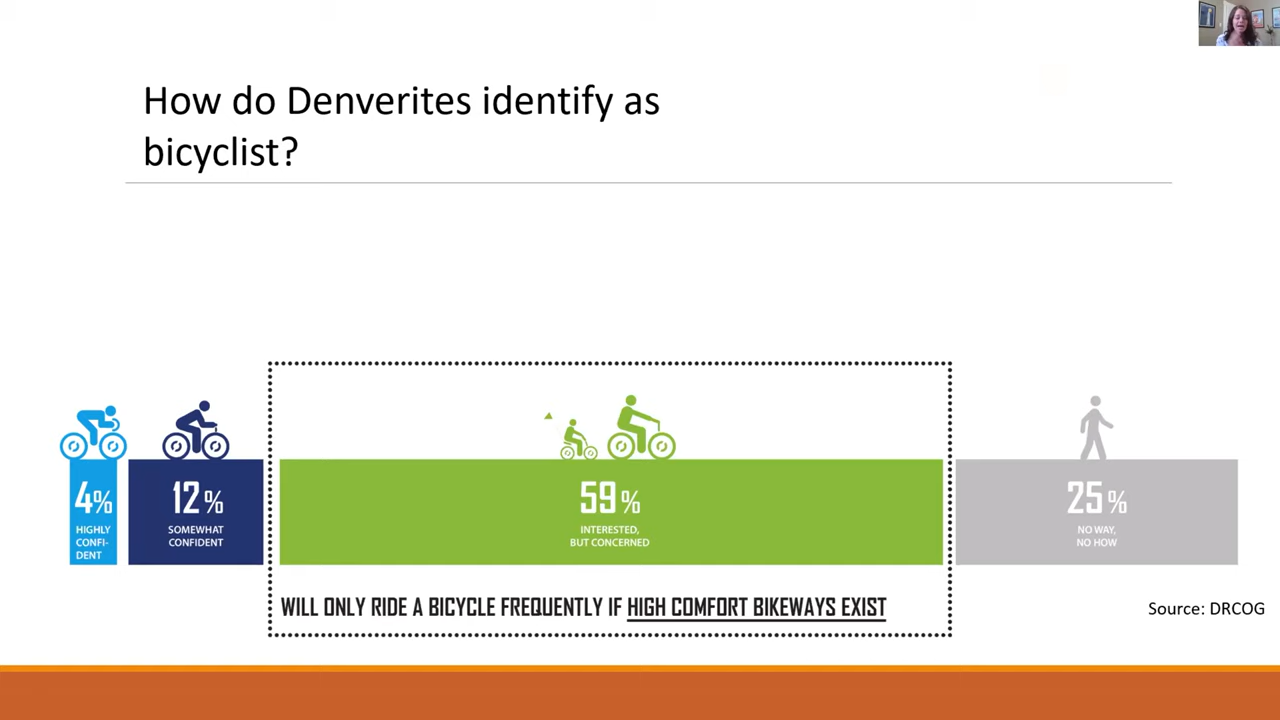 How do Denverites identify as
bicyclist?
4%
HIGHLY
CONFI-
DENT
12%
SOMEWHAT
CONFIDENT
59%
INTERESTED,
BUT CONCERNED
25%
NO WAY,
NO HOW
WILL ONLY RIDE A BICYCLE FREQUENTLY IF HIGH COMFORT BIKEWAYS EXIST
Source: DRCOG